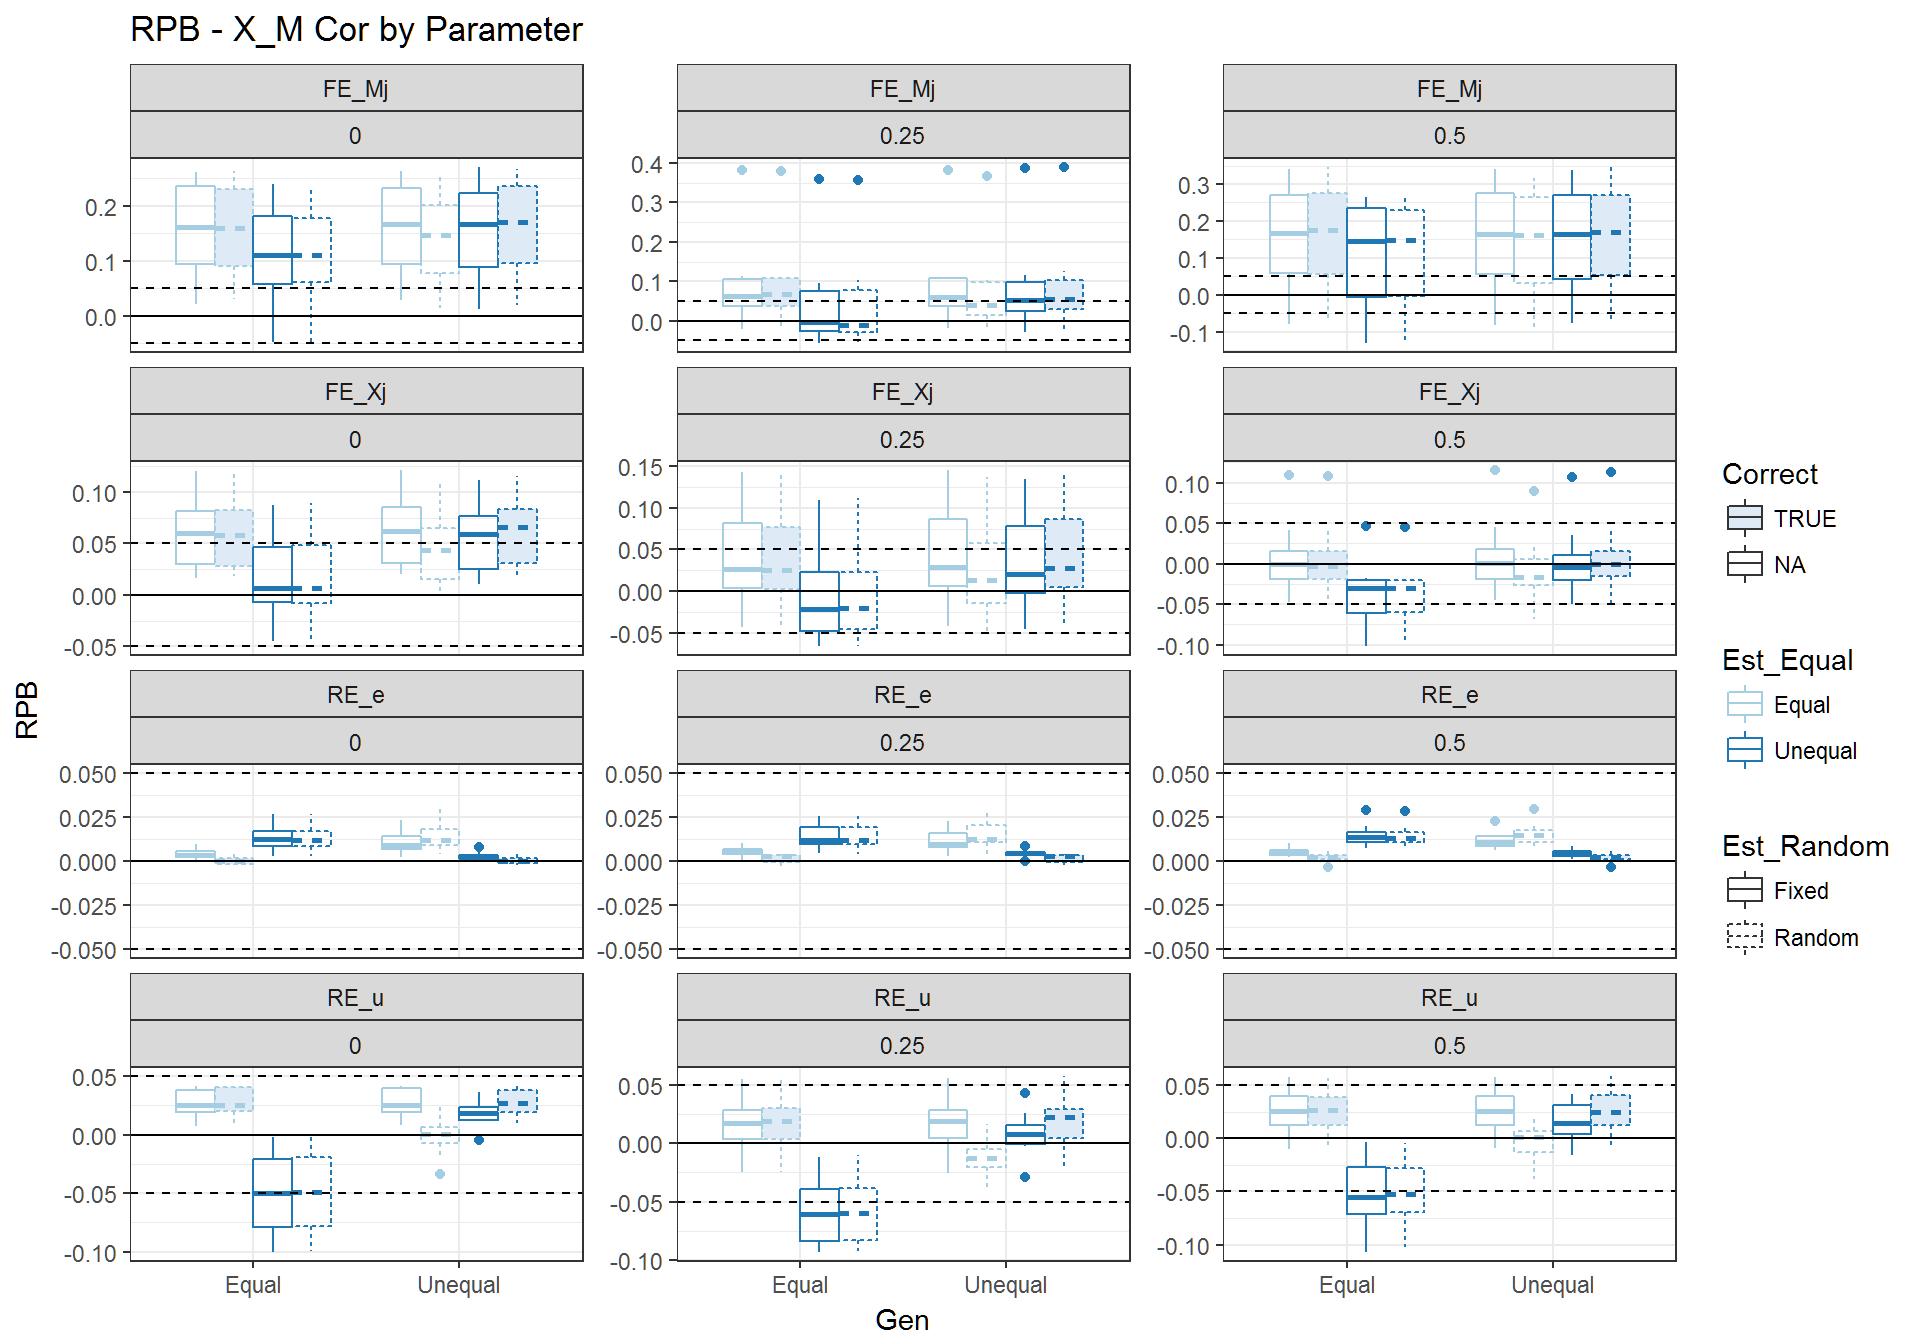 RPB - X_M Cor by Parameter
FE_Mj
FE_Mj
FE_Mj
0
0.25
0.5
0.2
0.1
0.0
0.4
0.3
0.2
0.1
0.0
0.3
0.2
0.1
0.0
-0.1
FE_Xj
FE_Xj
FE_Xj
0
0.25
0.5
0.10
0.05
0.00
-0.05
0.15
0.10
0.05
0.00
-0.05
0.10
0.05
0.00
-0.05
-0.10
RE_e
RE_e
RE_e
0
0.25
0.5
0.050
0.025
0.000
-0.025
-0.050
0.050
0.025
0.000
-0.025
-0.050
0.050
0.025
0.000
-0.025
-0.050
RE_u
RE_u
RE_u
0
0.25
0.5
0.05
0.00
-0.05
-0.10
0.05
0.00
-0.05
-0.10
0.05
0.00
-0.05
-0.10
Equal
Unequal
Equal
Unequal
Equal
Unequal
Gen
RPB
Correct
TRUE
NA
Est_Equal
Equal
Unequal
Est_Random
Fixed
Random